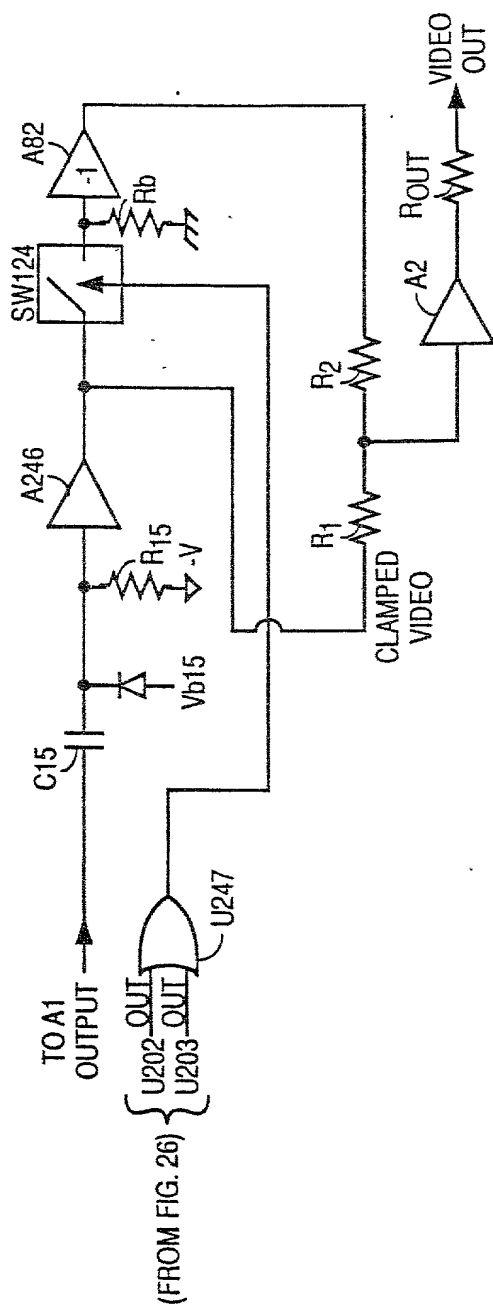 TO A1
OUTPUT
C15
Vb15
R15
-V
A246
SW124
Rb
-1
A82
(FROM FIG. 26)
U202 OUT
U203 OUT
U247
CLAMPED
VIDEO
R1
R2
A2
ROUT
VIDEO
OUT